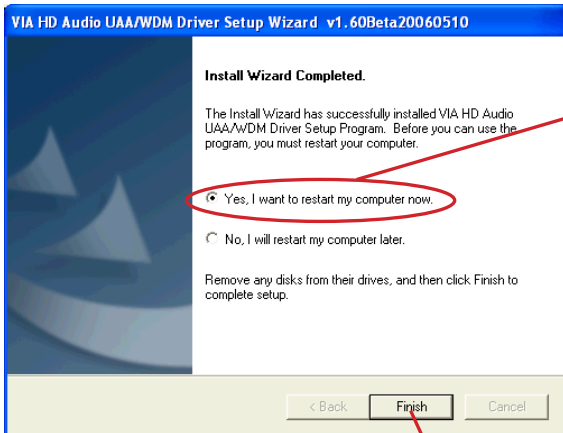 VIA HD Audio UAA/WDM Driver Setup Wizard v1.60Beta20060510
Install Wizard Completed.
The Install Wizard has successfully installed VIA HD Audio
UAA/WDM Driver Setup Program. Before you can use the
program, you must restart your computer.
Yes, I want to restart my computer now.
No, I will restart my computer later.
Remove any disks from their drives, and then click Finish to
complete setup.
< Back
Finish
Cancel